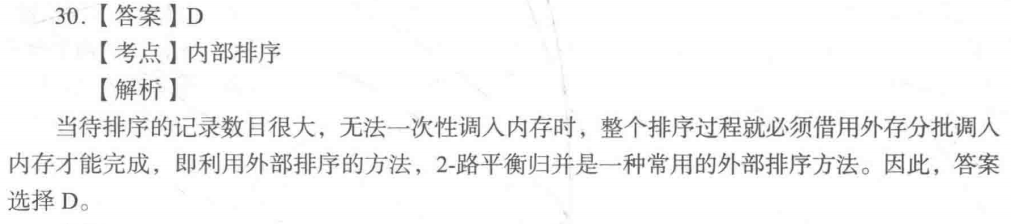 30.【答案】D
【考点】内部排序
【解析】
当待排序的记录数目很大，无法一次性调入内存时，整个排序过程就必须借用外存分批调入
内存才能完成，即利用外部排序的方法，2-路平衡归并是一种常用的外部排序方法。因此，答案
选择 D。